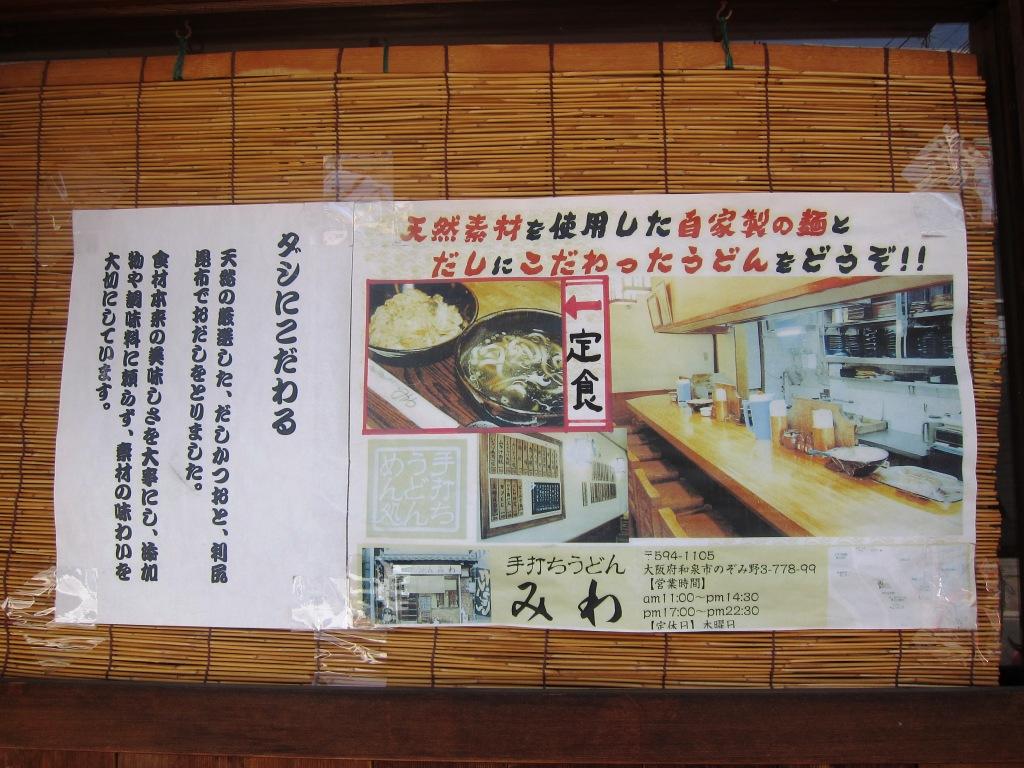 ダシにこだわる
天然の厳選した、だしかつおと、利尻
昆布でおだしをとりました。
食材本来の美味しさを大事にし、添加
物や調味料に頼らず、素材の味わいを
大切にしています。
天然素材を使用した自家製の麺と
だしにこだわったうどんをどうぞ!!
←定食
手打ち
うどん
めん処
手打ちうどん
みわ
〒594-1105
大阪府和泉市のぞみ野3-778-99
【営業時間】
am11:00~pm14:30
pm17:00~pm22:30
【定休日】木曜日